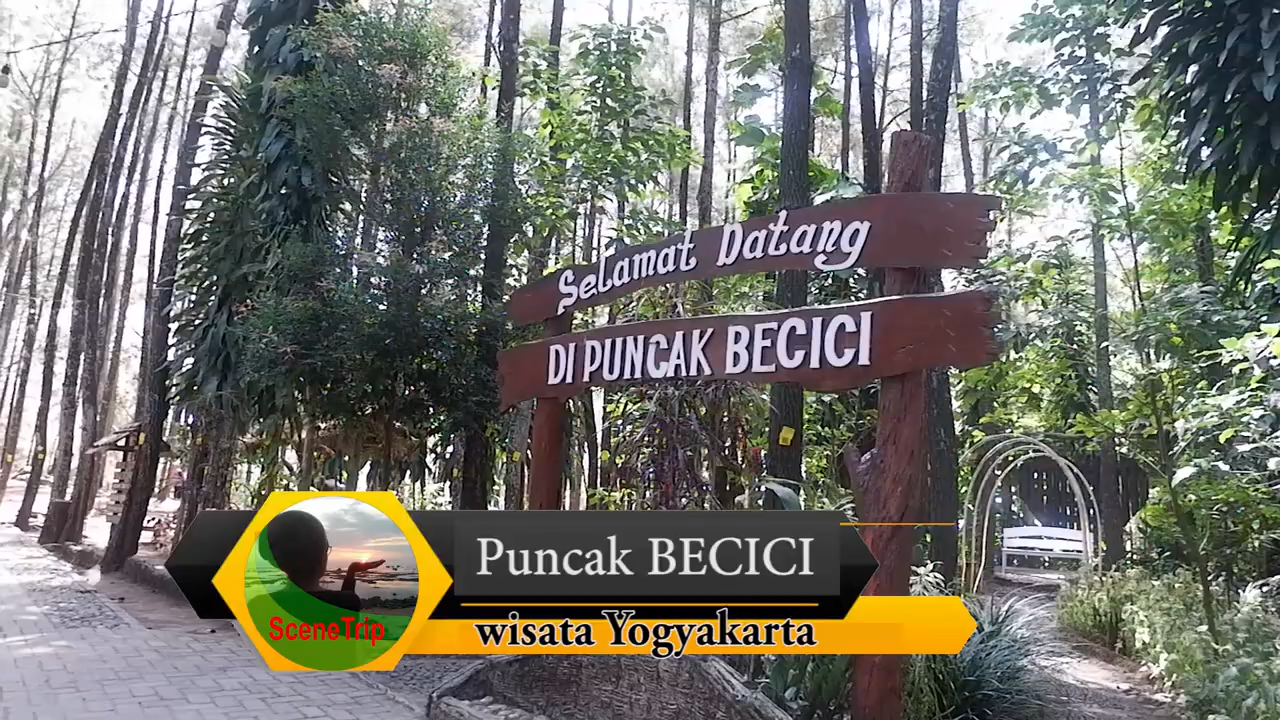 Selamat Datang
DI PUNCAK BECICI
Puncak BECICI
wisata Yogyakarta
SceneTrip